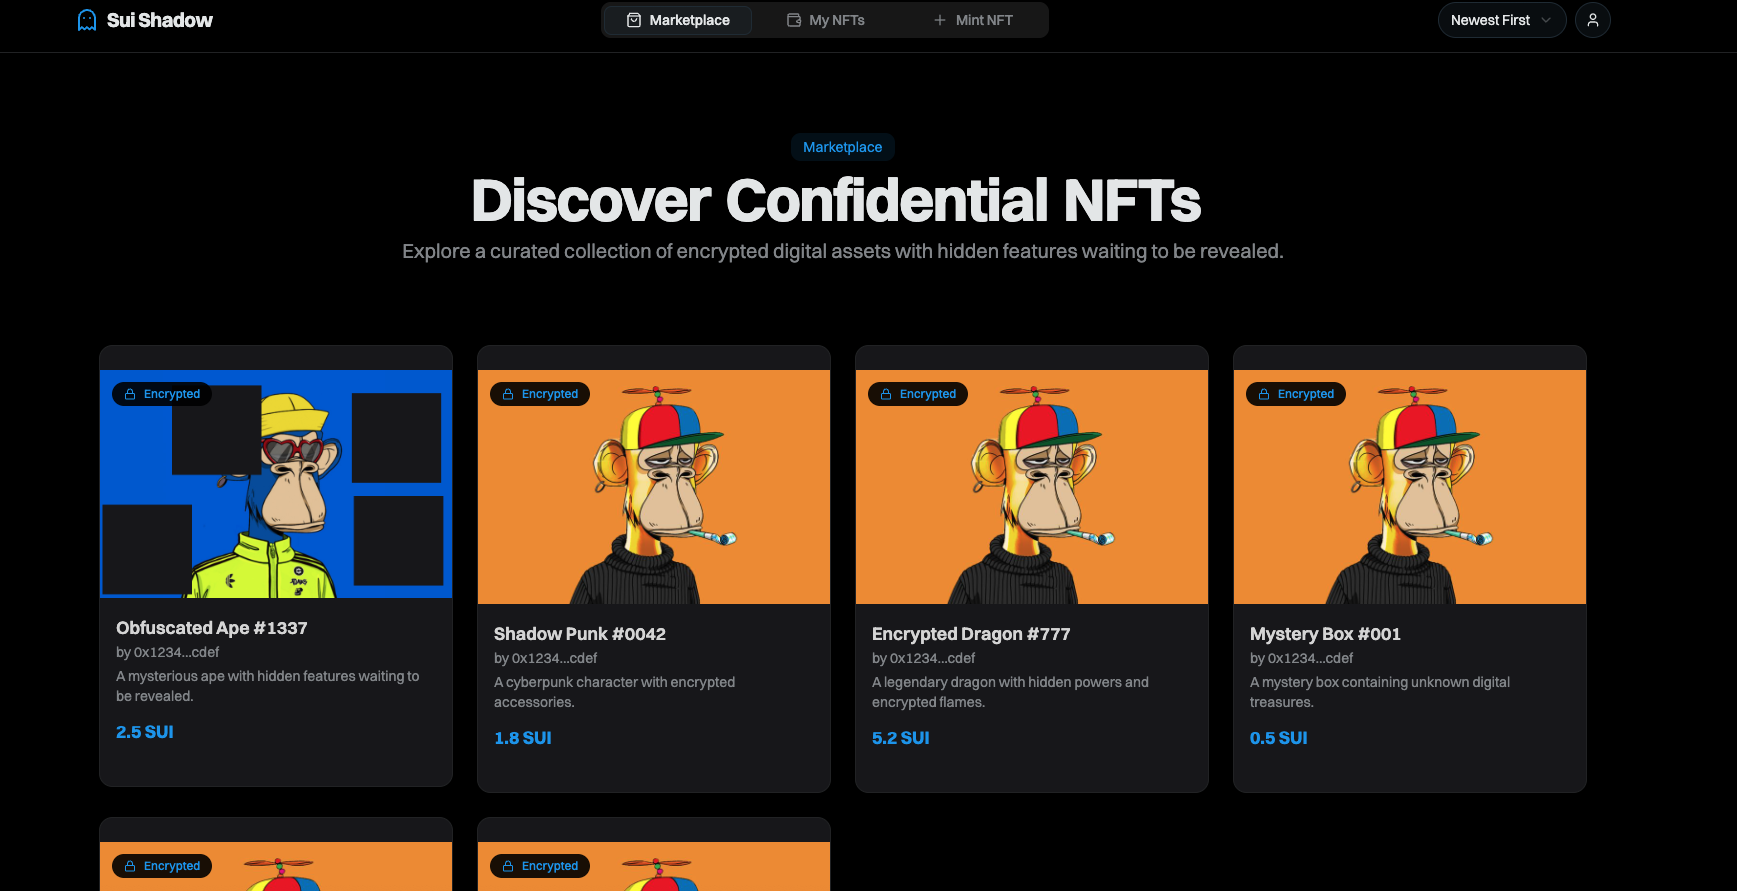 Sui Shadow
Marketplace
My NFTs
Mint NFT
Newest First
Marketplace
Discover Confidential NFTs
Explore a curated collection of encrypted digital assets with hidden features waiting to be revealed.
Encrypted
Obfuscated Ape #1337
by 0x1234...cdef
A mysterious ape with hidden features waiting to
be revealed.
2.5 SUI
Encrypted
Shadow Punk #0042
by 0x1234...cdef
A cyberpunk character with encrypted
accessories.
1.8 SUI
Encrypted
Encrypted Dragon #777
by 0x1234...cdef
A legendary dragon with hidden powers and
encrypted flames.
5.2 SUI
Encrypted
Mystery Box #001
by 0x1234...cdef
A mystery box containing unknown digital
treasures.
0.5 SUI
Encrypted
Encrypted